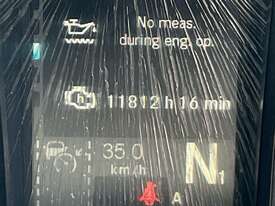 No meas.
during eng. op.
h 11812 h 16 min
35.0
km/h
N1
A